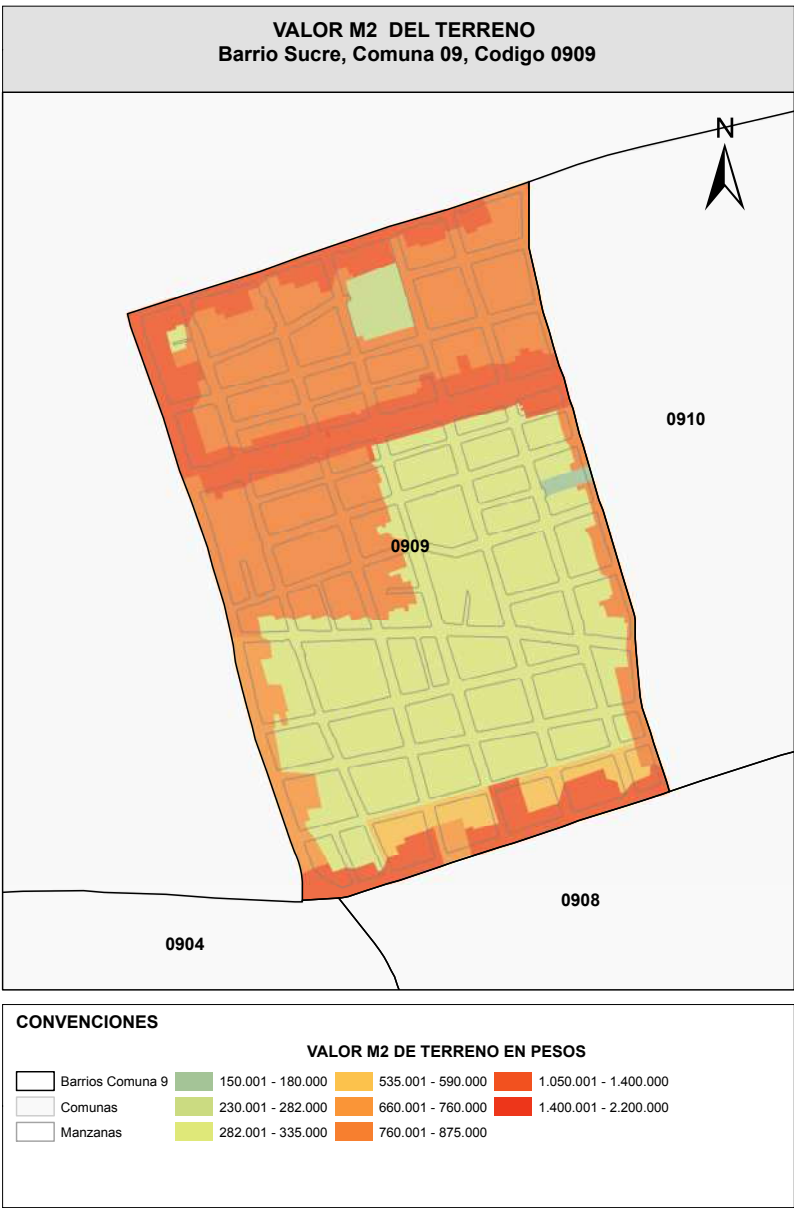 VALOR M2 DEL TERRENO
Barrio Sucre, Comuna 09, Codigo 0909
N
0910
0909
0908
0904
CONVENCIONES
VALOR M2 DE TERRENO EN PESOS
Barrios Comuna 9
150.001 - 180.000
535.001 - 590.000
1.050.001 - 1.400.000
Comunas
230.001 - 282.000
660.001 - 760.000
1.400.001 - 2.200.000
Manzanas
282.001 - 335.000
760.001 - 875.000